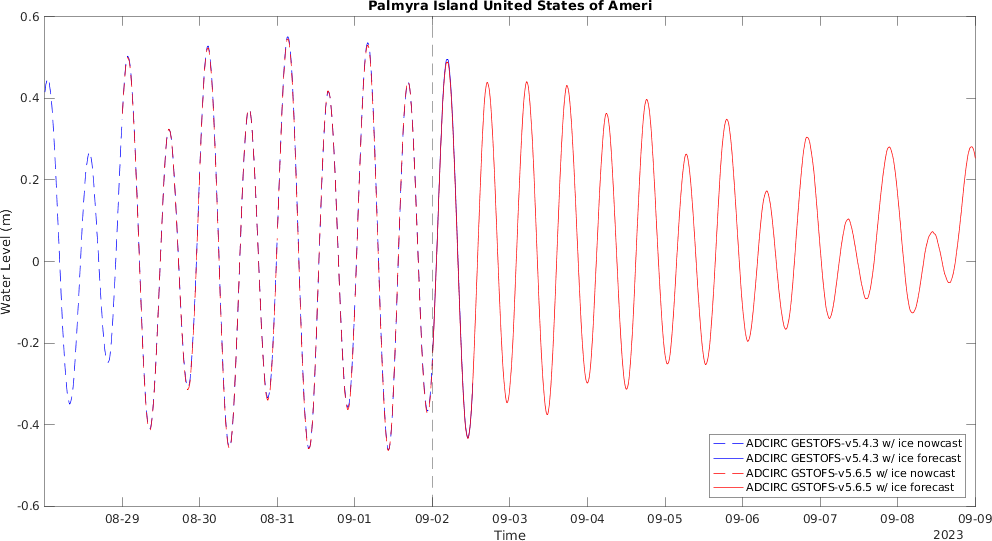 Palmyra Island United States of Ameri
Water Level (m)
0.6
0.4
0.2
0
-0.2
-0.4
-0.6
ADCIRC GESTOFS-v5.4.3 w/ ice nowcast
ADCIRC GESTOFS-v5.4.3 w/ ice forecast
ADCIRC GSTOFS-v5.6.5 w/ ice nowcast
ADCIRC GSTOFS-v5.6.5 w/ ice forecast
08-29 08-30 08-31 09-01 09-02 09-03 09-04 09-05 09-06 09-07 09-08 09-09
Time 2023